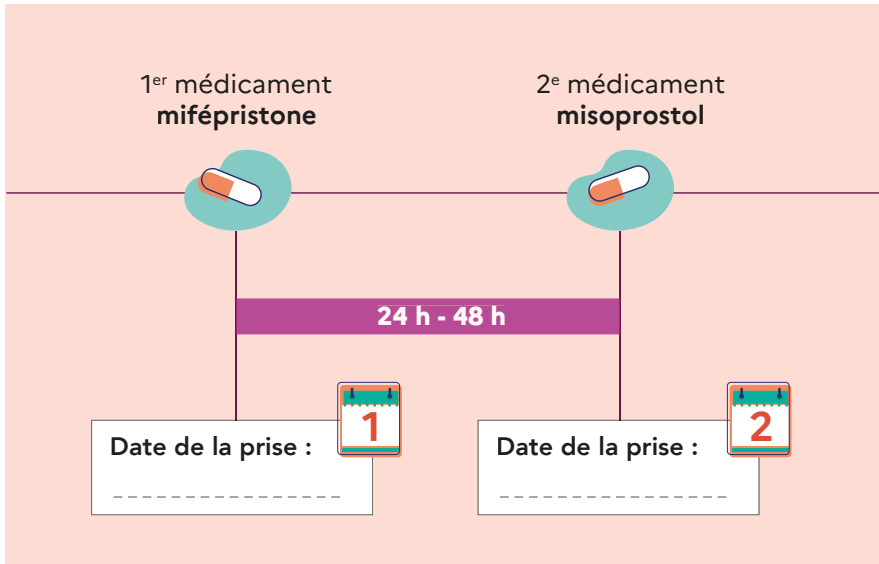 1er médicament
mifépristone
2e médicament
misoprostol
24 h - 48 h
1
2
Date de la prise :
Date de la prise :